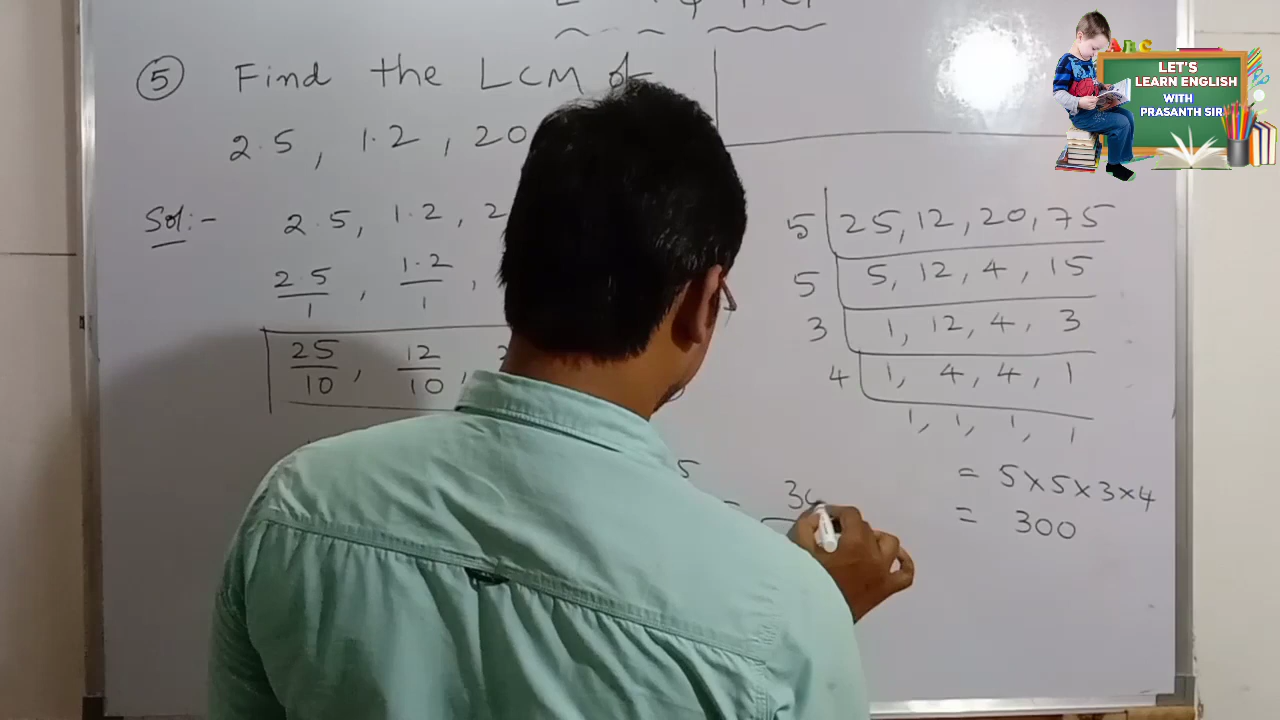 ⑤ Find the LCM of
2.5, 1.2, 20
Sol:- 2.5, 1.2, 2
2.5/1, 1.2/1,
25/10, 12/10,
5
=
30
5 | 25, 12, 20, 75
5 | 5, 12, 4, 15
3 | 1, 12, 4, 3
4 | 1, 4, 4, 1
1, 1, 1, 1
= 5×5×3×4
= 300
ABC
LET'S
LEARN ENGLISH
WITH
PRASANTH SIR